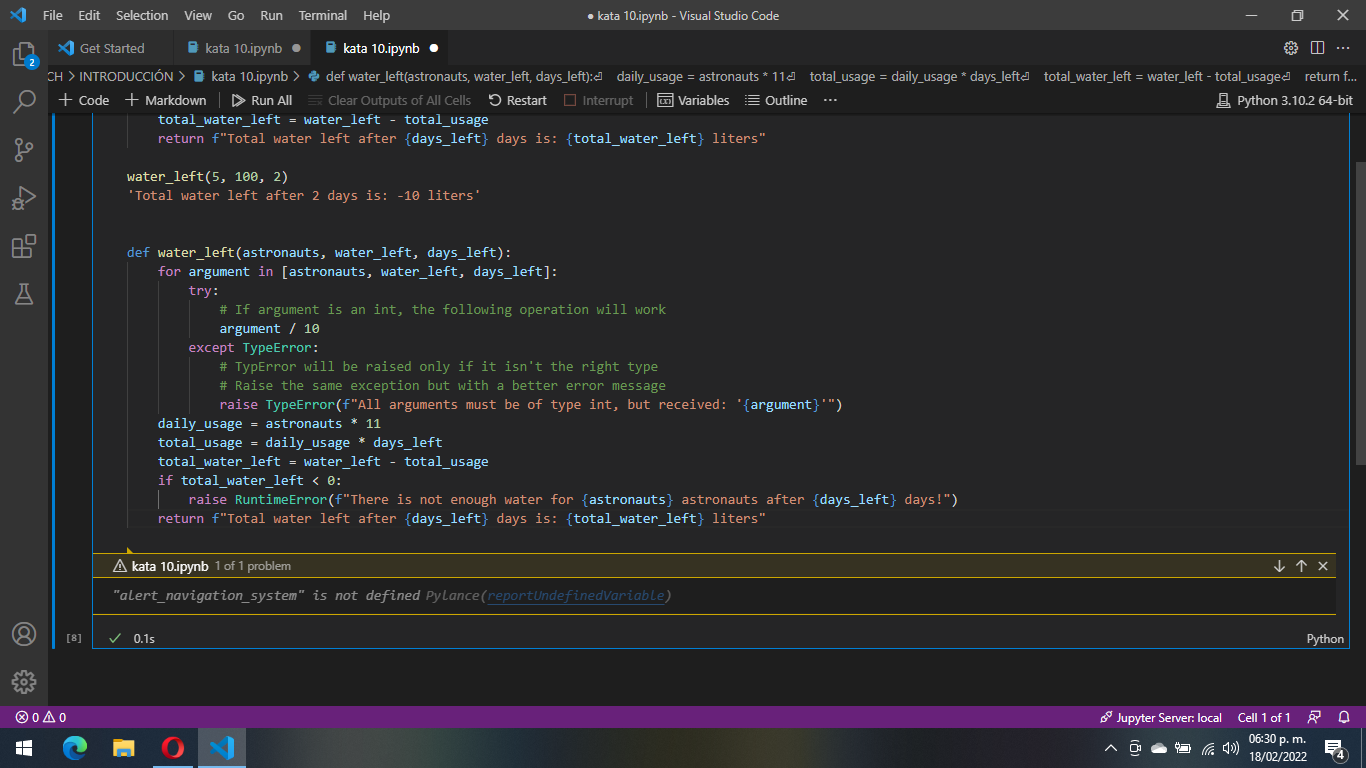 File Edit Selection View Go Run Terminal Help
● kata 10.ipynb - Visual Studio Code
Get Started
kata 10.ipynb ●
kata 10.ipynb ●
2
CH > INTRODUCCIÓN > kata 10.ipynb > def water_left(astronauts, water_left, days_left):⏎ daily_usage = astronauts * 11⏎ total_usage = daily_usage * days_left⏎ total_water_left = water_left - total_usage⏎ return f...
+ Code + Markdown Run All Clear Outputs of All Cells Restart Interrupt Variables Outline ··· Python 3.10.2 64-bit
    total_water_left = water_left - total_usage
    return f"Total water left after {days_left} days is: {total_water_left} liters"
water_left(5, 100, 2)
'Total water left after 2 days is: -10 liters'
def water_left(astronauts, water_left, days_left):
    for argument in [astronauts, water_left, days_left]:
        try:
            # If argument is an int, the following operation will work
            argument / 10
        except TypeError:
            # TypError will be raised only if it isn't the right type
            # Raise the same exception but with a better error message
            raise TypeError(f"All arguments must be of type int, but received: '{argument}'")
    daily_usage = astronauts * 11
    total_usage = daily_usage * days_left
    total_water_left = water_left - total_usage
    if total_water_left < 0:
        raise RuntimeError(f"There is not enough water for {astronauts} astronauts after {days_left} days!")
    return f"Total water left after {days_left} days is: {total_water_left} liters"
kata 10.ipynb 1 of 1 problem
"alert_navigation_system" is not defined Pylance(reportUndefinedVariable)
[8] ✓ 0.1s Python
0 0 Jupyter Server: local Cell 1 of 1
06:30 p. m.
18/02/2022
4